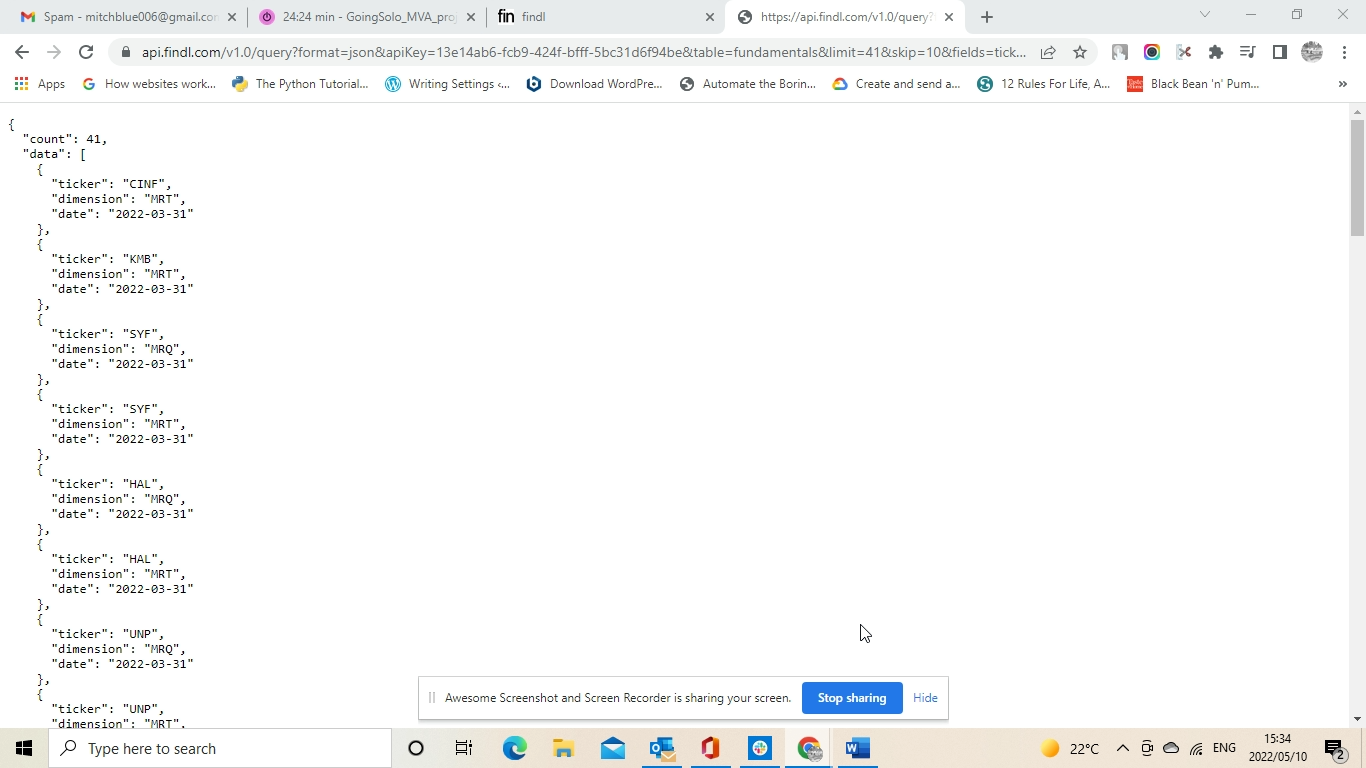 Spam - mitchblue006@gmail.con
24:24 min - GoingSolo_MVA_pro
fin findl
https://api.findl.com/v1.0/query?
api.findl.com/v1.0/query?format=json&apiKey=13e14ab6-fcb9-424f-bfff-5bc31d6f94be&table=fundamentals&limit=41&skip=10&fields=tick...
Apps
How websites work...
The Python Tutorial...
Writing Settings <...
Download WordPre...
Automate the Borin...
Create and send a...
12 Rules For Life, A...
Black Bean 'n' Pum...
»
{
"count": 41,
"data": [
{
"ticker": "CINF",
"dimension": "MRT",
"date": "2022-03-31"
},
{
"ticker": "KMB",
"dimension": "MRT",
"date": "2022-03-31"
},
{
"ticker": "SYF",
"dimension": "MRQ",
"date": "2022-03-31"
},
{
"ticker": "SYF",
"dimension": "MRT",
"date": "2022-03-31"
},
{
"ticker": "HAL",
"dimension": "MRQ",
"date": "2022-03-31"
},
{
"ticker": "HAL",
"dimension": "MRT",
"date": "2022-03-31"
},
{
"ticker": "UNP",
"dimension": "MRQ",
"date": "2022-03-31"
},
{
"ticker": "UNP",
"dimension": "MRT",
Awesome Screenshot and Screen Recorder is sharing your screen.
Stop sharing
Hide
Type here to search
22°C
ENG
15:34
2022/05/10
2